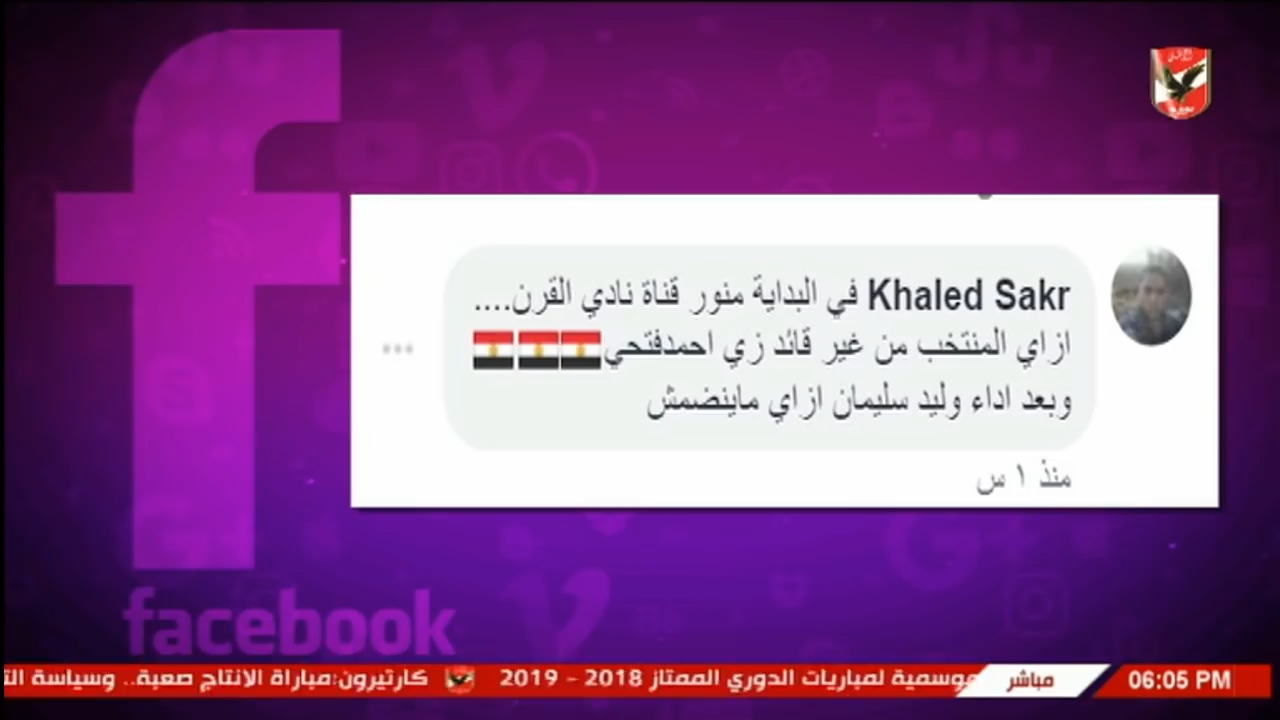 Khaled Sakr في البداية منور قناة نادي القرن....
ازاي المنتخب من غير قائد زي احمدفتحي
وبعد اداء وليد سليمان ازاي ماينضمش
منذ ١ س
facebook
06:05 PM
مباشر
موسمية لمباريات الدوري الممتاز 2018 - 2019
كارتيرون:مباراة الانتاج صعبة.. وسياسة الت